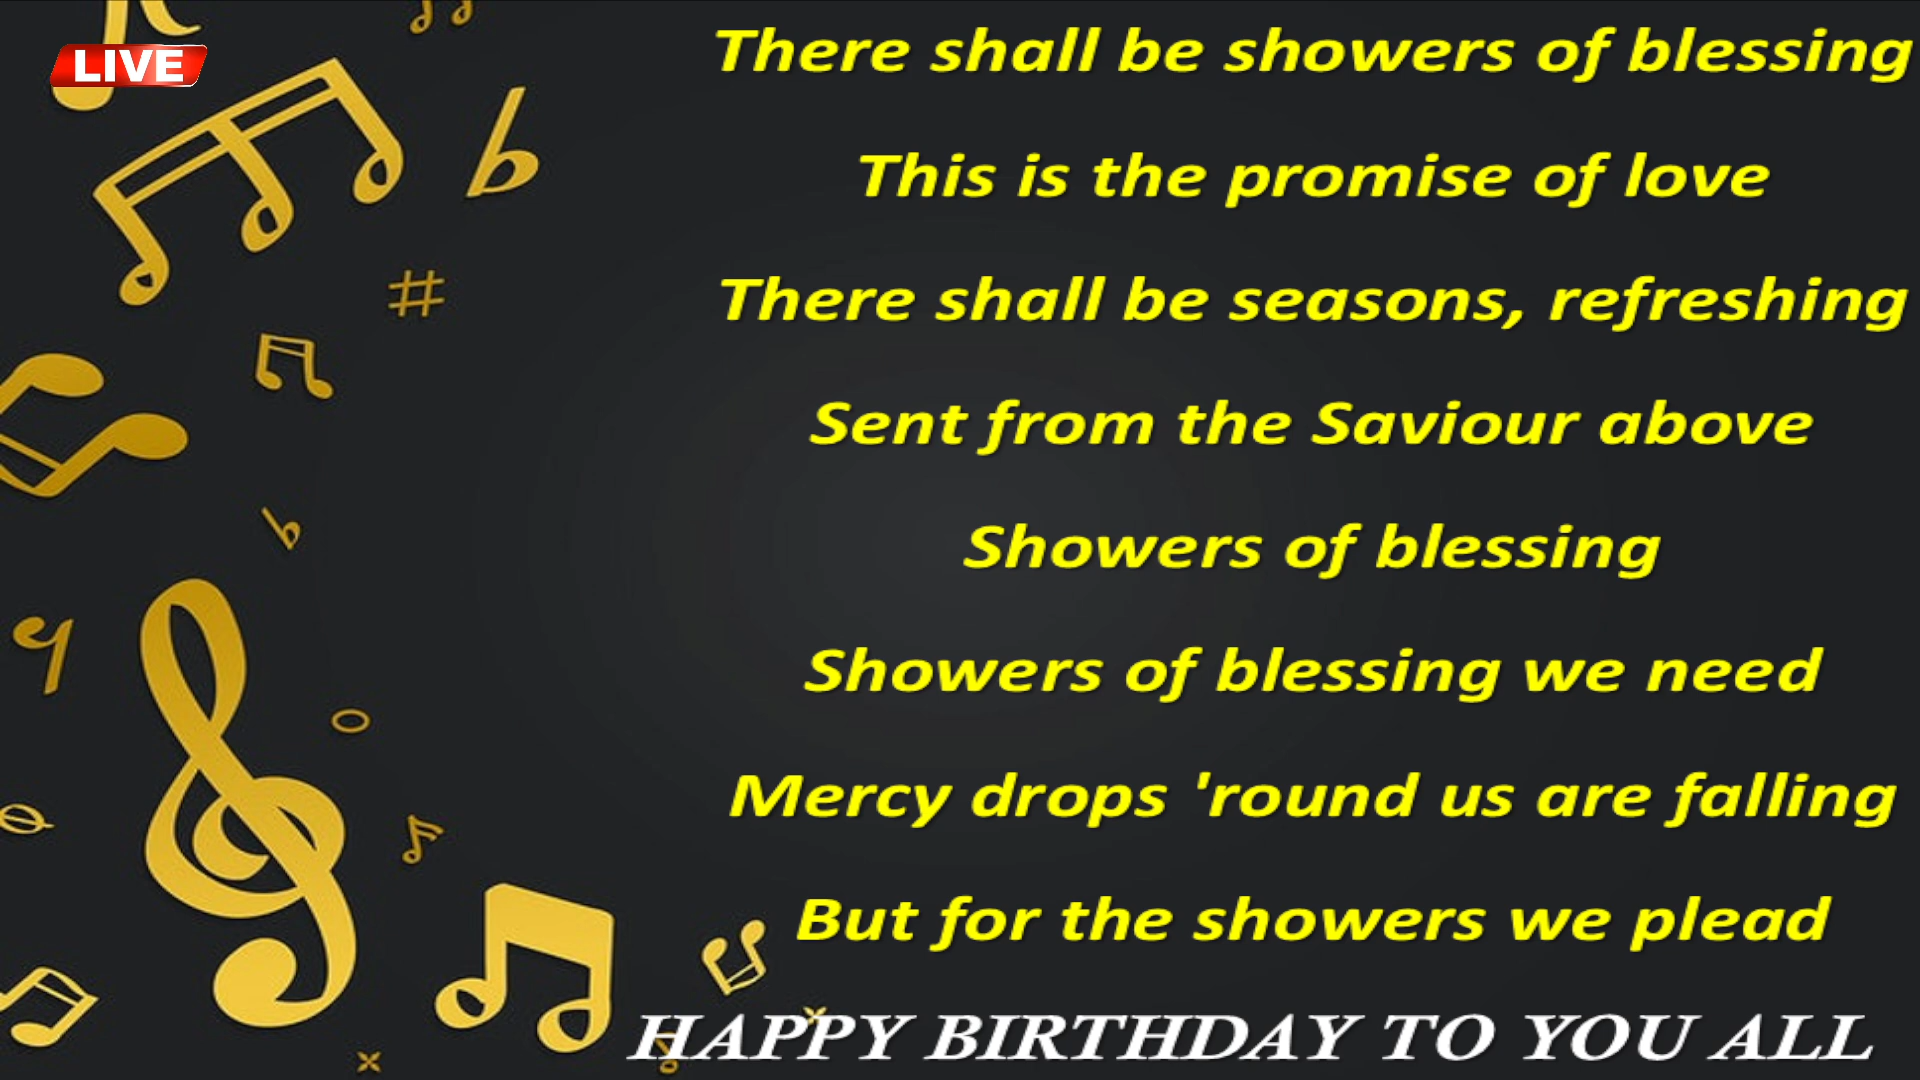 LIVE
There shall be showers of blessing
This is the promise of love
There shall be seasons, refreshing
Sent from the Saviour above
Showers of blessing
Showers of blessing we need
Mercy drops 'round us are falling
But for the showers we plead
HAPPY BIRTHDAY TO YOU ALL